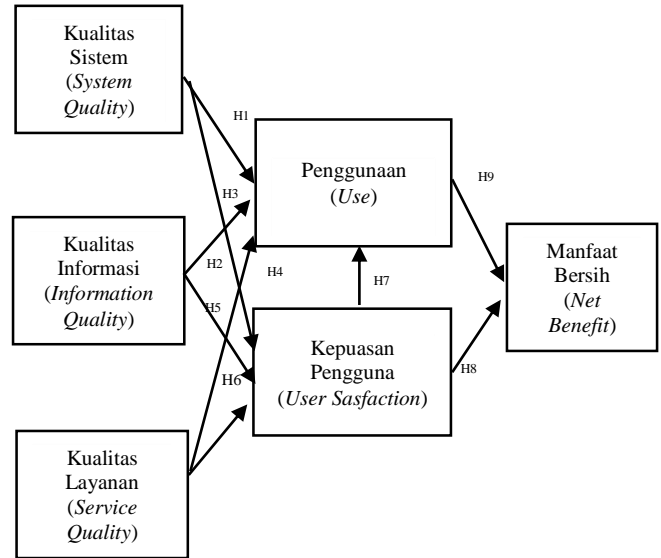 Kualitas
Sistem
(System
Quality)
H1
Penggunaan
(Use)
H9
H3
Kualitas
Informasi
(Information
Quality)
H2
H4
H7
Manfaat
Bersih
(Net
Benefit)
H5
Kepuasan
Pengguna
(User Sasfaction)
H8
H6
Kualitas
Layanan
(Service
Quality)